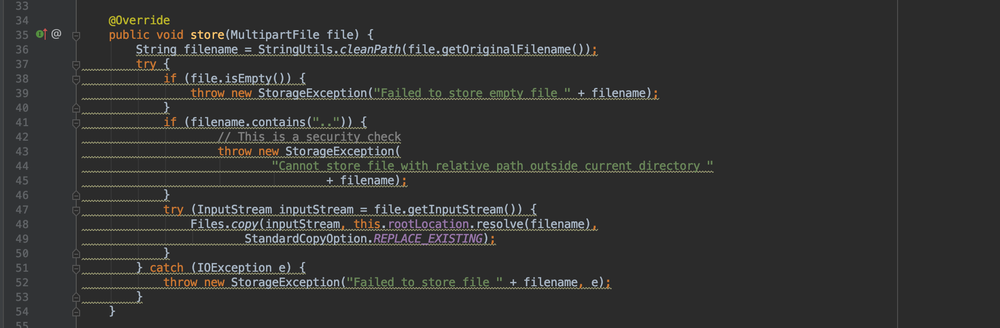 33
34 @Override
35 @ public void store(MultipartFile file) {
36 String filename = StringUtils.cleanPath(file.getOriginalFilename());
37 try {
38 if (file.isEmpty()) {
39 throw new StorageException("Failed to store empty file " + filename);
40 }
41 if (filename.contains("..")) {
42 // This is a security check
43 throw new StorageException(
44 "Cannot store file with relative path outside current directory "
45 + filename);
46 }
47 try (InputStream inputStream = file.getInputStream()) {
48 Files.copy(inputStream, this.rootLocation.resolve(filename),
49 StandardCopyOption.REPLACE_EXISTING);
50 }
51 } catch (IOException e) {
52 throw new StorageException("Failed to store file " + filename, e);
53 }
54 }
55